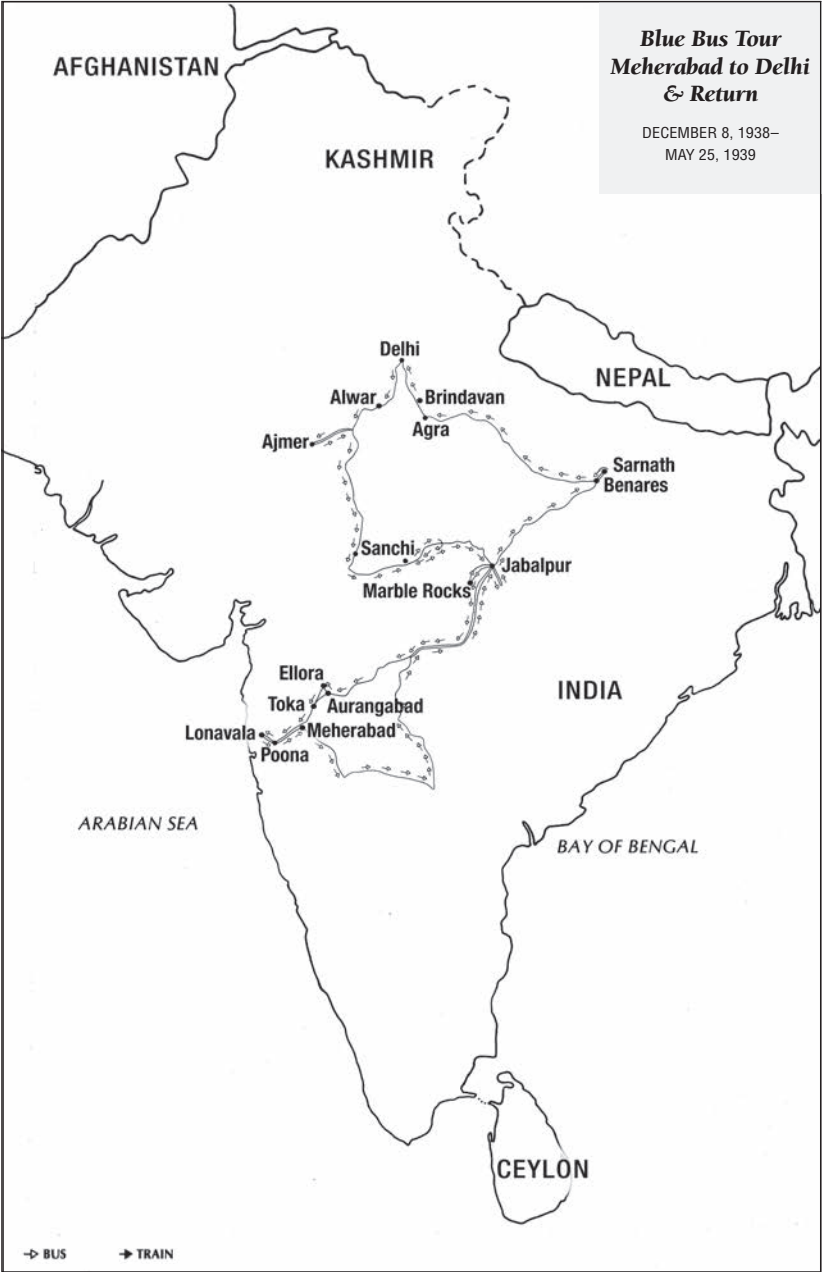 Blue Bus Tour
Meherabad to Delhi
& Return
DECEMBER 8, 1938–
MAY 25, 1939
AFGHANISTAN
KASHMIR
Delhi
NEPAL
Alwar
Brindavan
Agra
Ajmer
Sarnath
Benares
Sanchi
Jabalpur
Marble Rocks
Ellora
INDIA
Toka
Aurangabad
Lonavala
Meherabad
Poona
ARABIAN SEA
BAY OF BENGAL
CEYLON
BUS
TRAIN